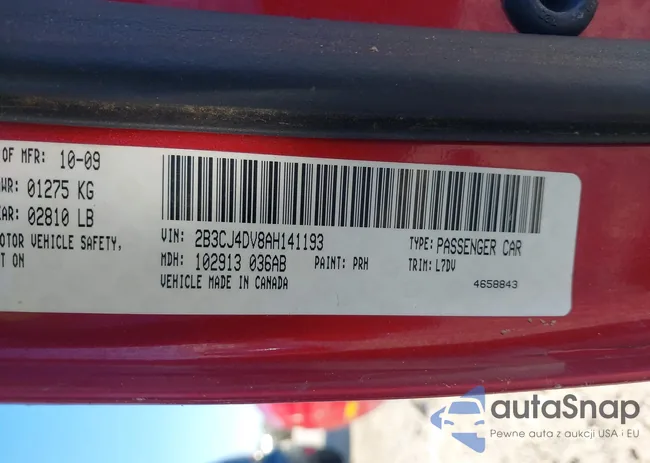 OF MFR: 10-09
WR: 01275 KG
EAR: 02810 LB
OTOR VEHICLE SAFETY,
T ON
VIN: 2B3CJ4DV8AH141193
TYPE: PASSENGER CAR
MDH: 102913 036AB
PAINT: PRH
TRIM: L7DV
VEHICLE MADE IN CANADA
4658843
autaSnap
Pewne auta z aukcji USA i EU